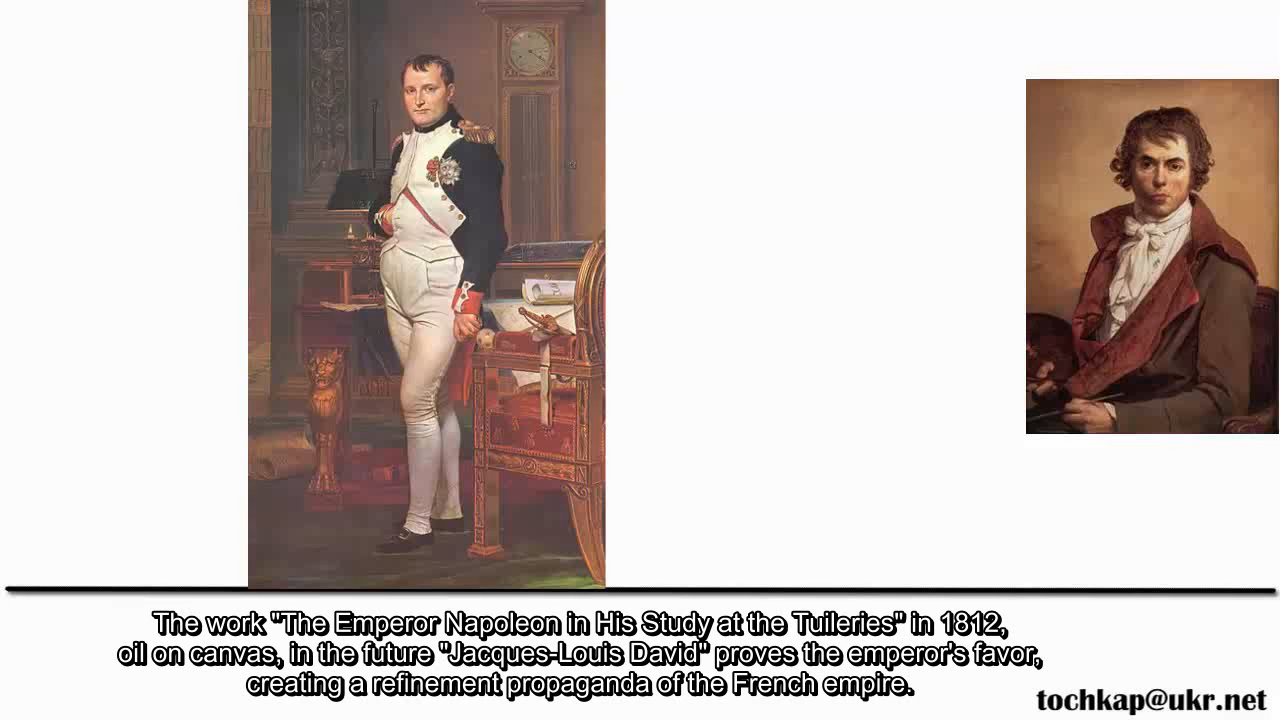 The work "The Emperor Napoleon in His Study at the Tuileries" in 1812,
oil on canvas, in the future "Jacques-Louis David" proves the emperor's favor,
creating a refinement propaganda of the French empire.
tochkap@ukr.net